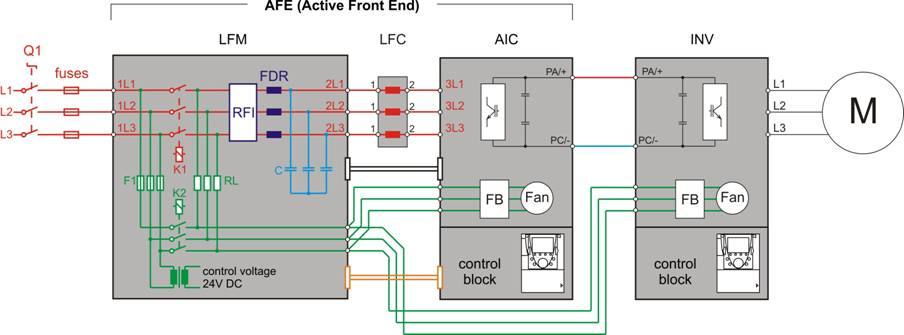 AFE (Active Front End)
LFM LFC AIC INV
Q1
fuses
FDR
L1 1L1 2L1 1 2 3L1 PA/+ PA/+ L1
L2 1L2 RFI 2L2 1 2 3L2 L2 M
L3 1L3 2L3 1 2 3L3 PC/- PC/- L3
K1
F1 RL C
K2
FB Fan FB Fan
control voltage
24V DC
control
block
control
block